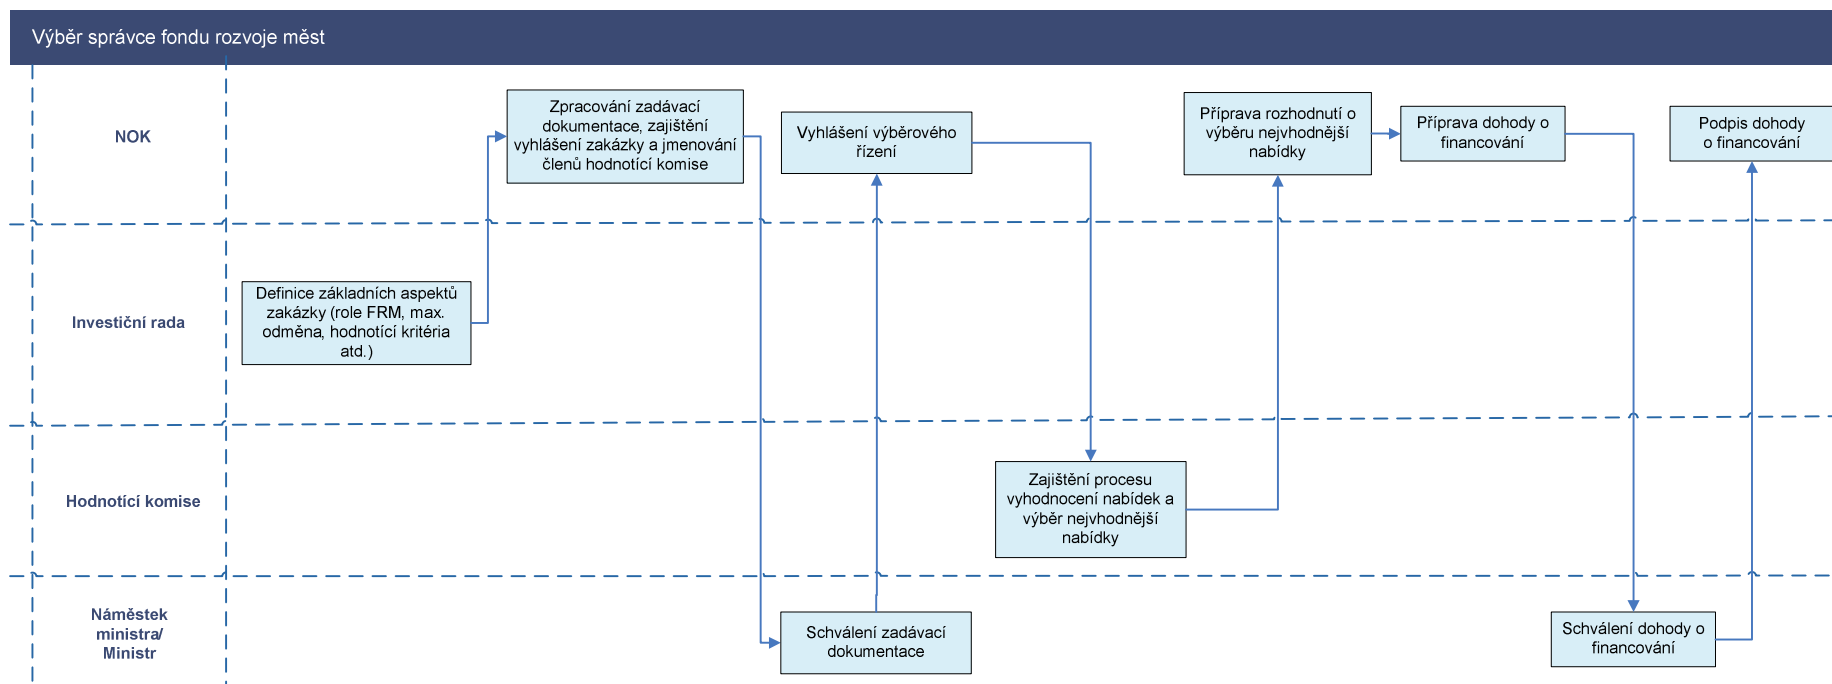 Výběr správce fondu rozvoje měst
NOK
Zpracování zadávací
dokumentace, zajištění
vyhlášení zakázky a jmenování
členů hodnotící komise
Vyhlášení výběrového
řízení
Příprava rozhodnutí o
výběru nejvhodnější
nabídky
Příprava dohody o
financování
Podpis dohody
o financování
Investiční rada
Definice základních aspektů
zakázky (role FRM, max.
odměna, hodnotící kritéria
atd.)
Hodnotící komise
Zajištění procesu
vyhodnocení nabídek a
výběr nejvhodnější
nabídky
Náměstek
ministra/
Ministr
Schválení zadávací
dokumentace
Schválení dohody o
financování